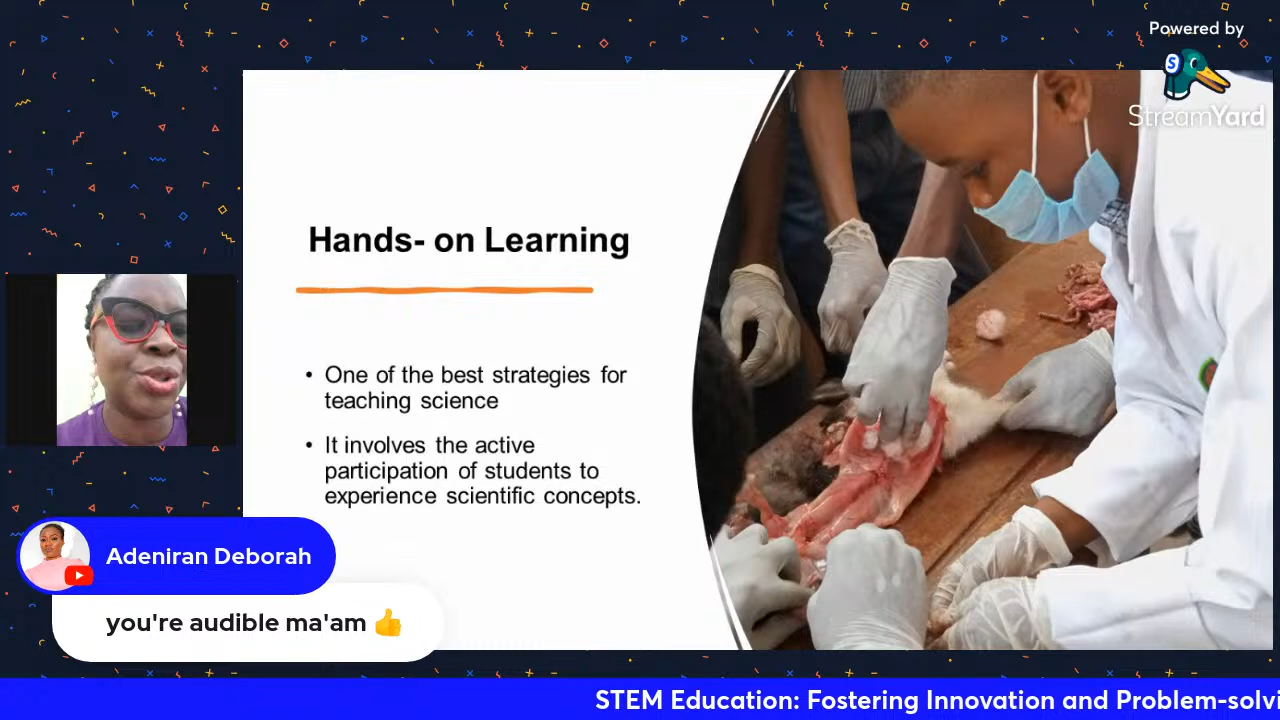 Powered by
StreamYard
Hands- on Learning
• One of the best strategies for
teaching science
• It involves the active
participation of students to
experience scientific concepts.
Adeniran Deborah
you're audible ma'am 👍
STEM Education: Fostering Innovation and Problem-solvi